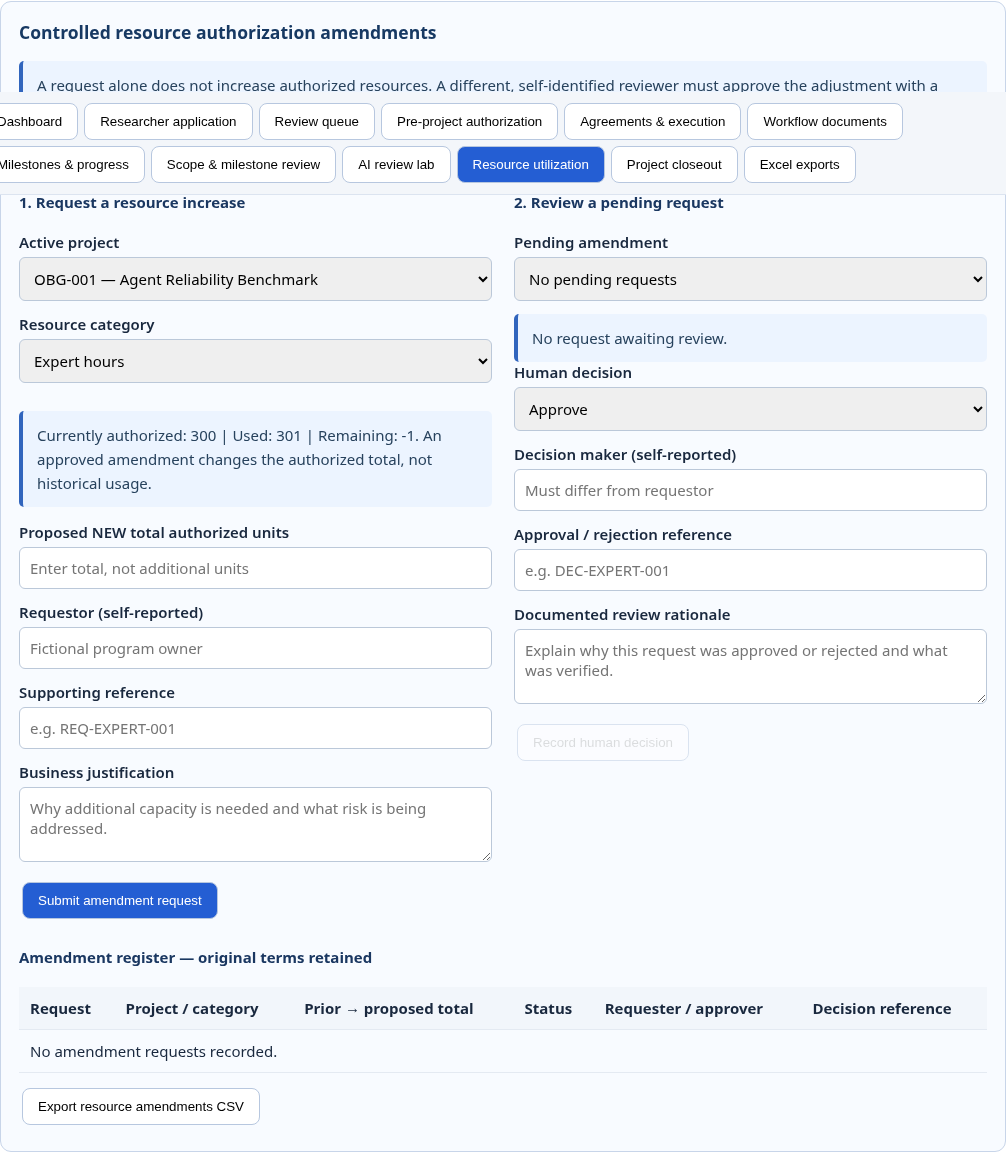 Controlled resource authorization amendments
A request alone does not increase authorized resources. A different, self-identified reviewer must approve the adjustment with a
Dashboard
Researcher application
Review queue
Pre-project authorization
Agreements & execution
Workflow documents
Milestones & progress
Scope & milestone review
AI review lab
Resource utilization
Project closeout
Excel exports
1. Request a resource increase
Active project
OBG-001 — Agent Reliability Benchmark
Resource category
Expert hours
Currently authorized: 300 | Used: 301 | Remaining: -1. An
approved amendment changes the authorized total, not
historical usage.
Proposed NEW total authorized units
Enter total, not additional units
Requestor (self-reported)
Fictional program owner
Supporting reference
e.g. REQ-EXPERT-001
Business justification
Why additional capacity is needed and what risk is being
addressed.
Submit amendment request
2. Review a pending request
Pending amendment
No pending requests
No request awaiting review.
Human decision
Approve
Decision maker (self-reported)
Must differ from requestor
Approval / rejection reference
e.g. DEC-EXPERT-001
Documented review rationale
Explain why this request was approved or rejected and what
was verified.
Record human decision
Amendment register — original terms retained
Request Project / category Prior → proposed total Status Requester / approver Decision reference
No amendment requests recorded.
Export resource amendments CSV